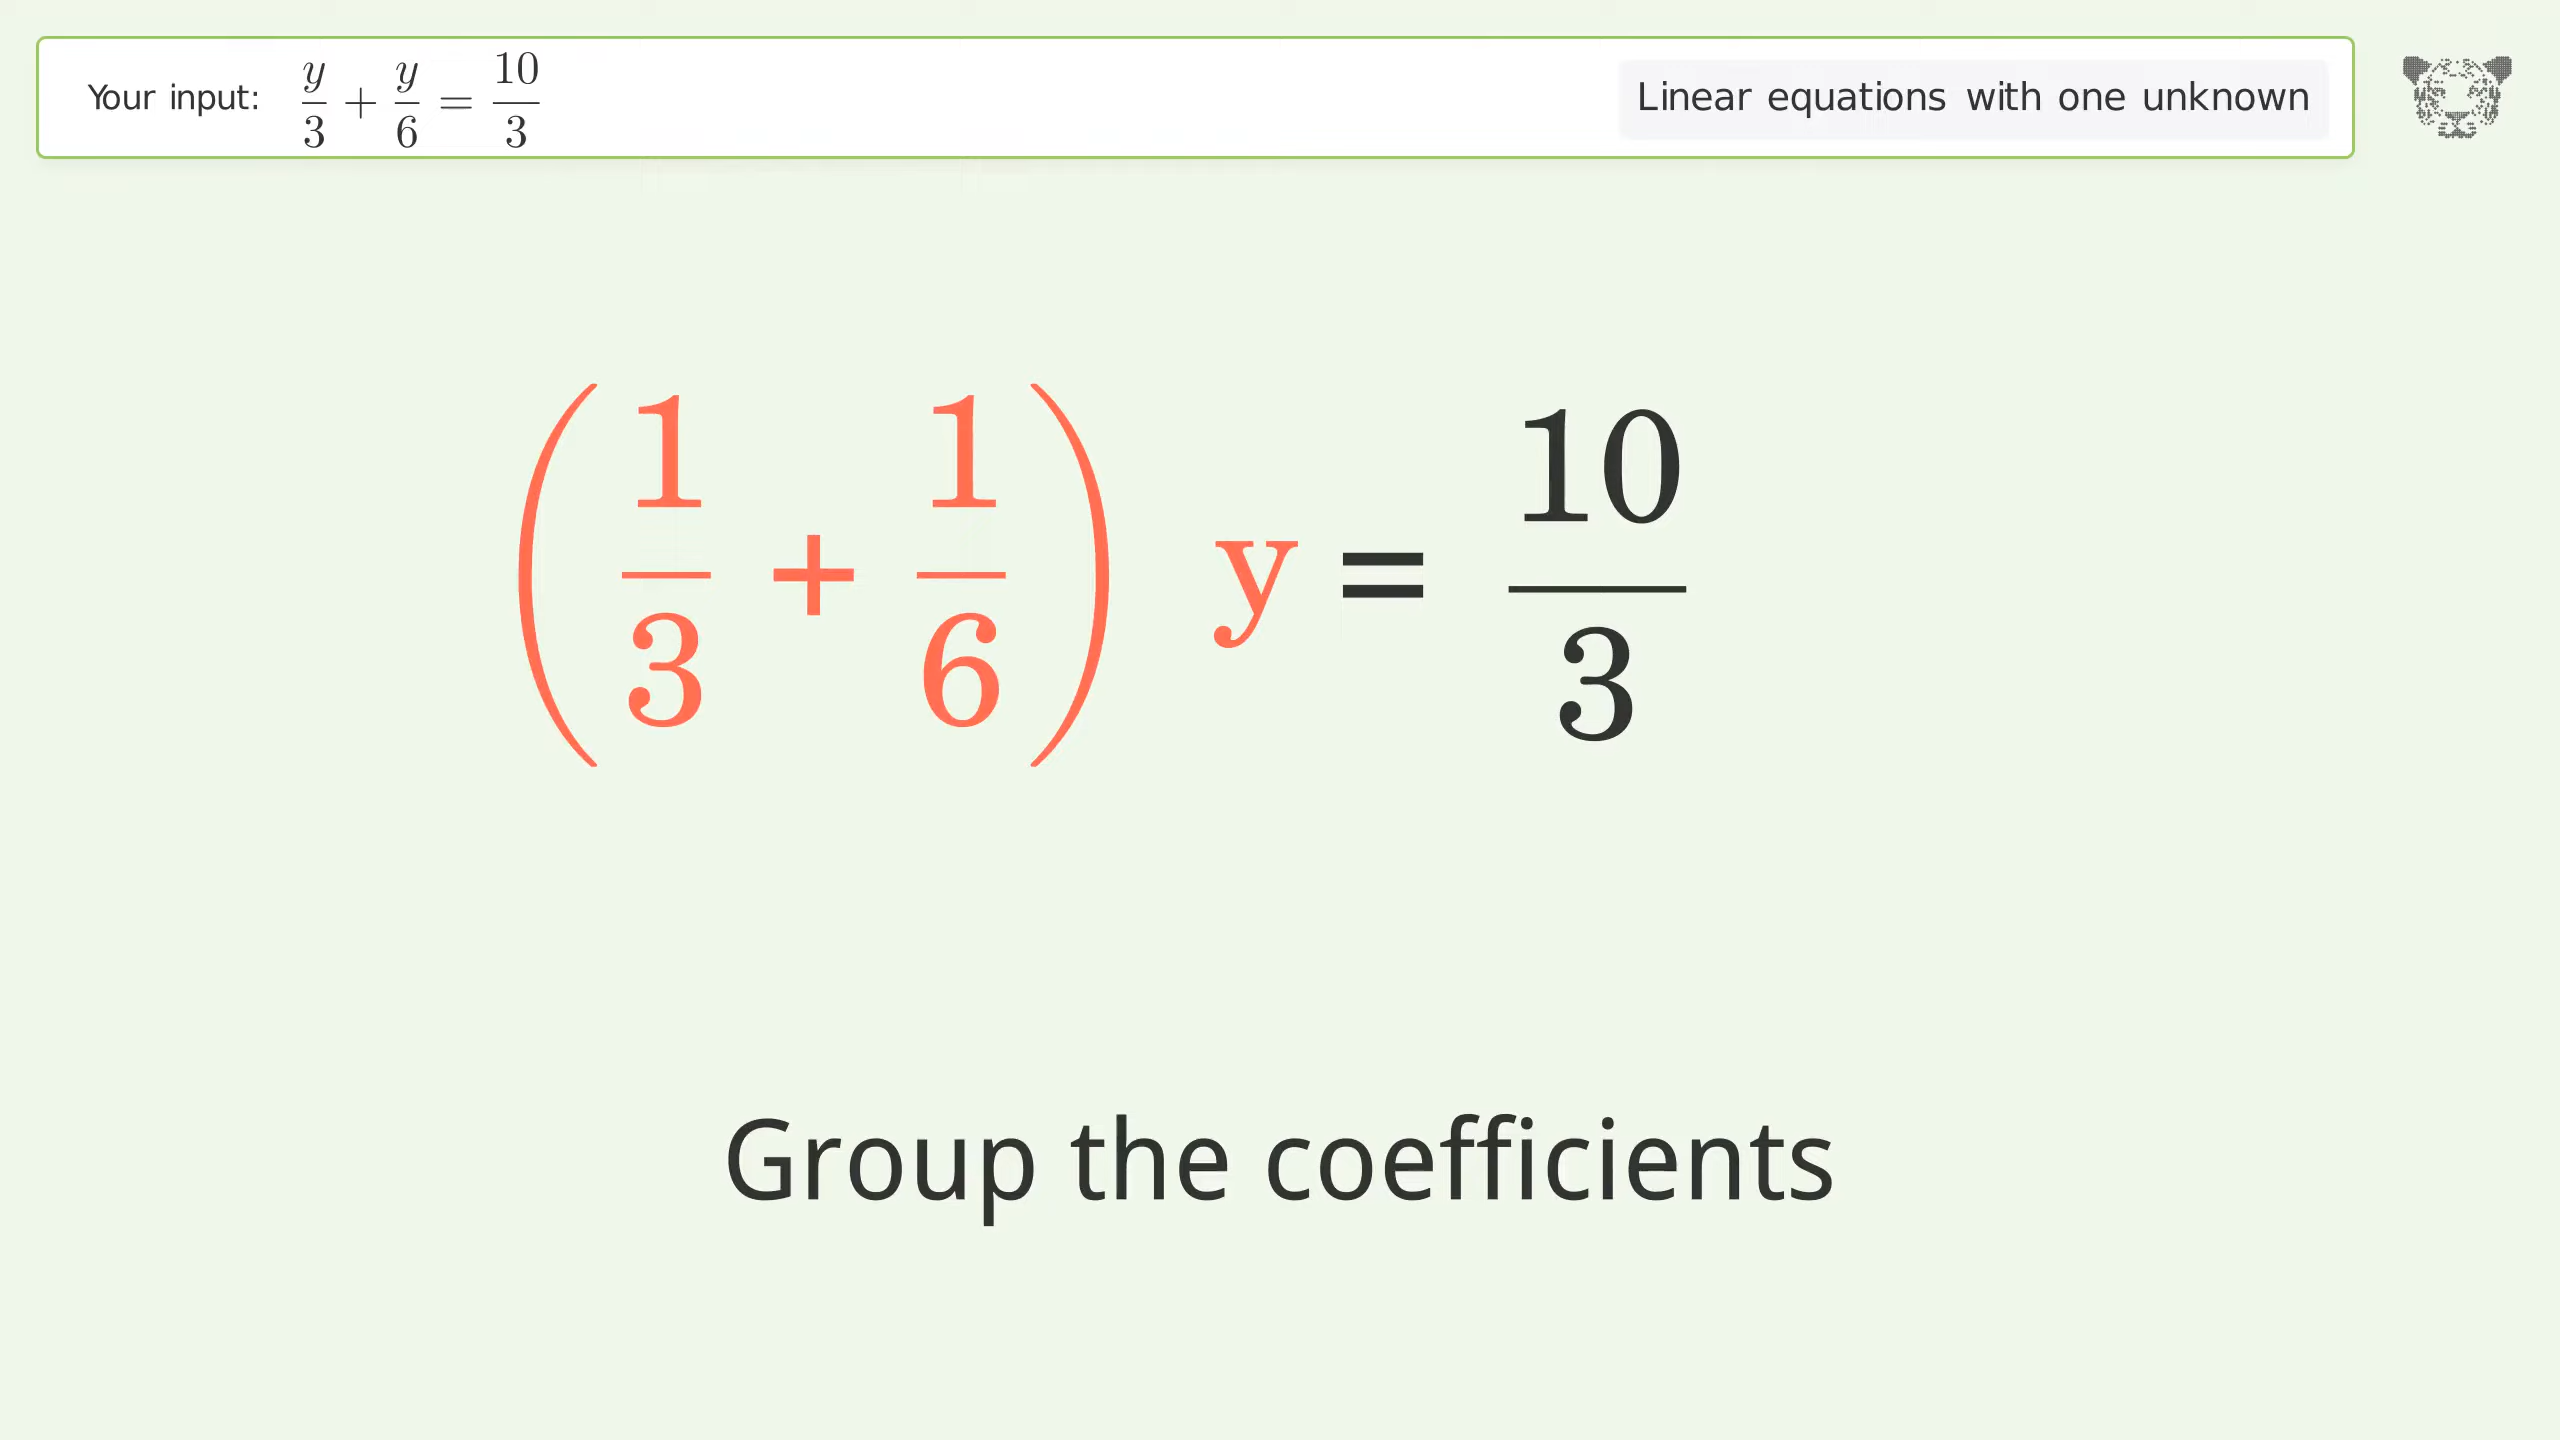 Your input: y/3 + y/6 = 10/3
Linear equations with one unknown
(1/3 + 1/6) y = 10/3
Group the coefficients